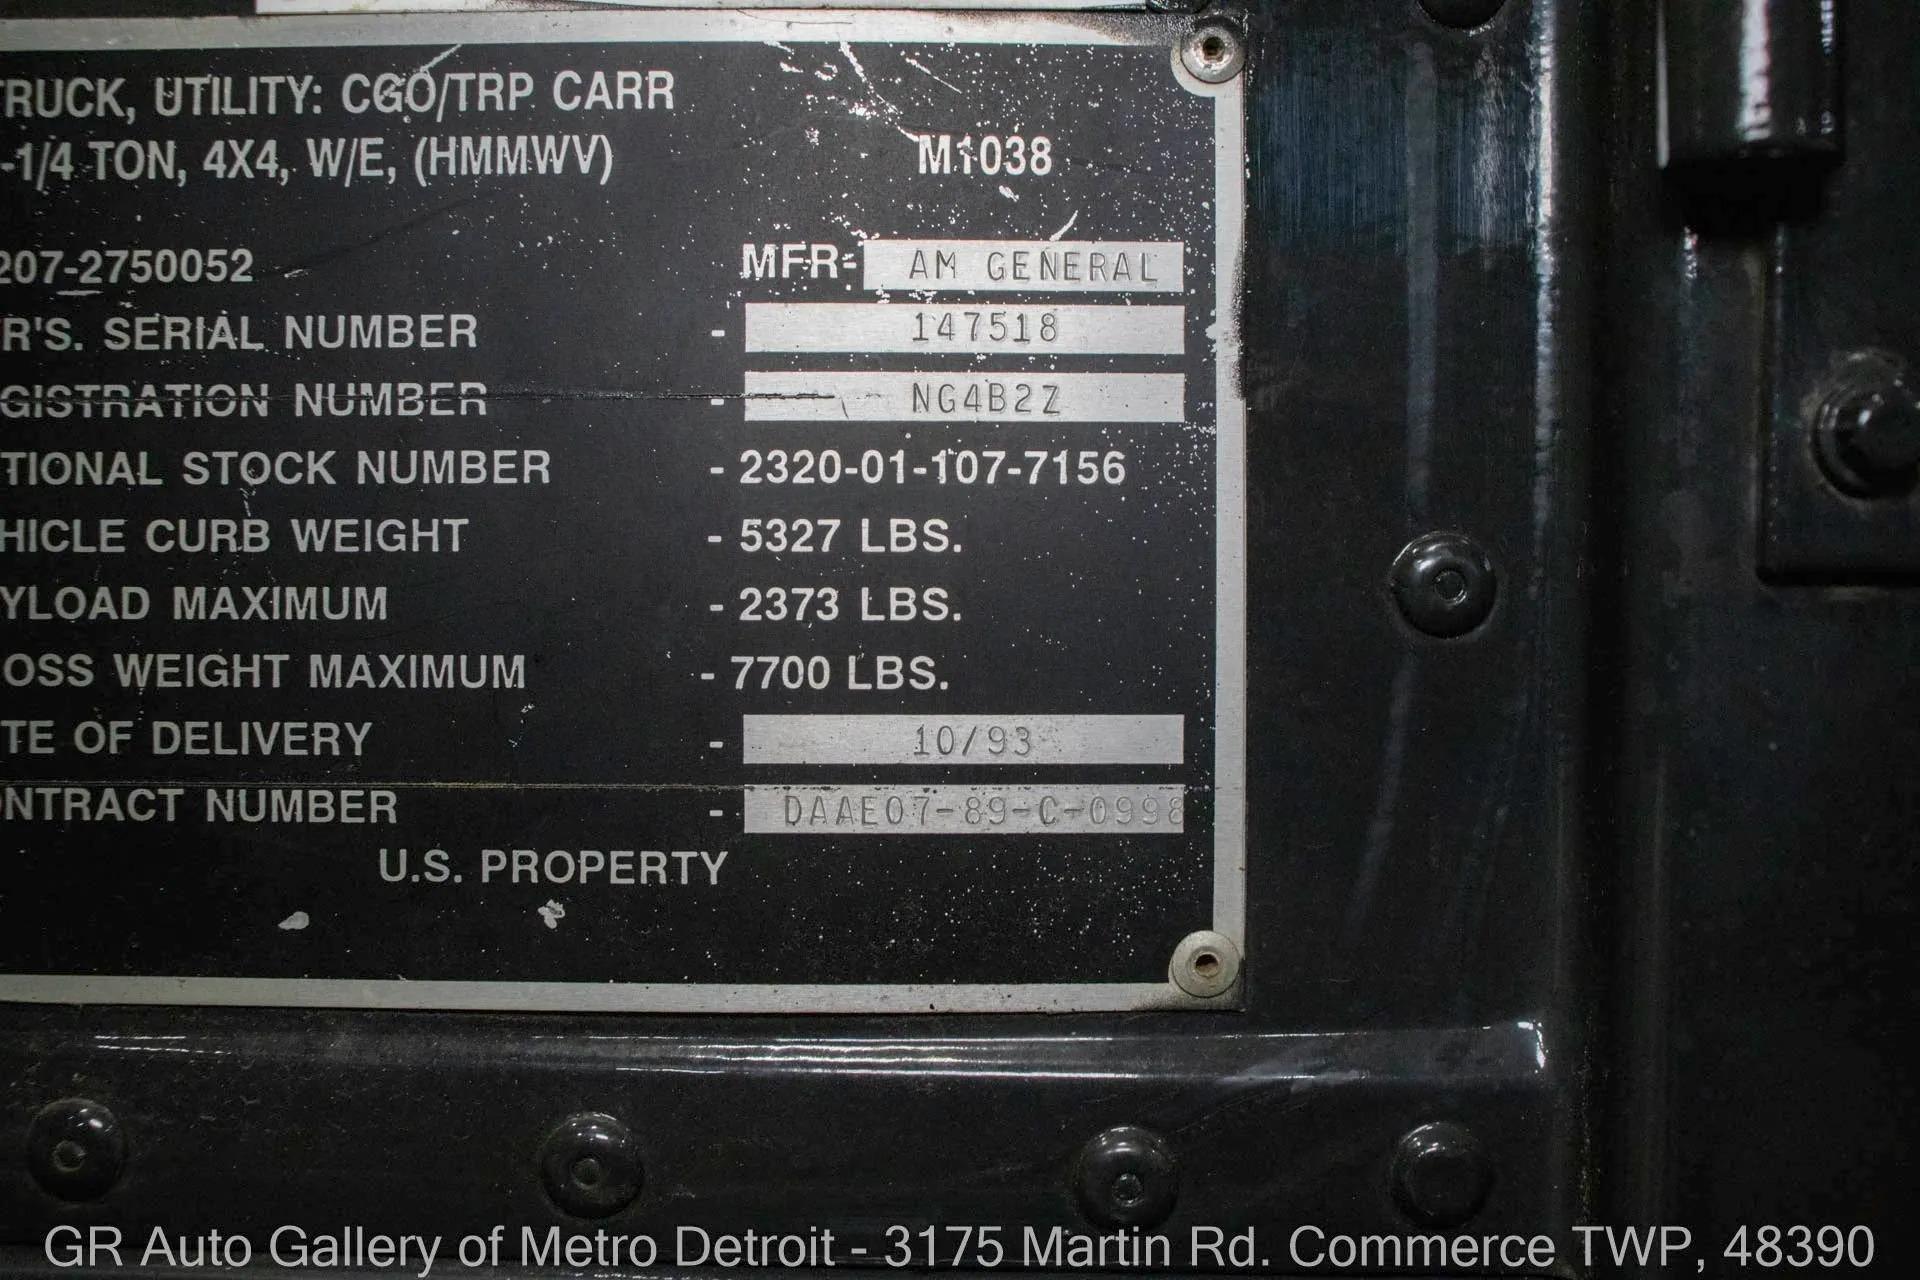 TRUCK, UTILITY: CGO/TRP CARR
-1/4 TON, 4X4, W/E, (HMMWV) M1038
207-2750052 MFR- AM GENERAL
R'S. SERIAL NUMBER - 147518
GISTRATION NUMBER - NG4B2Z
TIONAL STOCK NUMBER - 2320-01-107-7156
HICLE CURB WEIGHT - 5327 LBS.
YLOAD MAXIMUM - 2373 LBS.
OSS WEIGHT MAXIMUM - 7700 LBS.
TE OF DELIVERY - 10/93
NTRACT NUMBER - DAAE07-89-C-0998
U.S. PROPERTY
GR Auto Gallery of Metro Detroit - 3175 Martin Rd. Commerce TWP, 48390